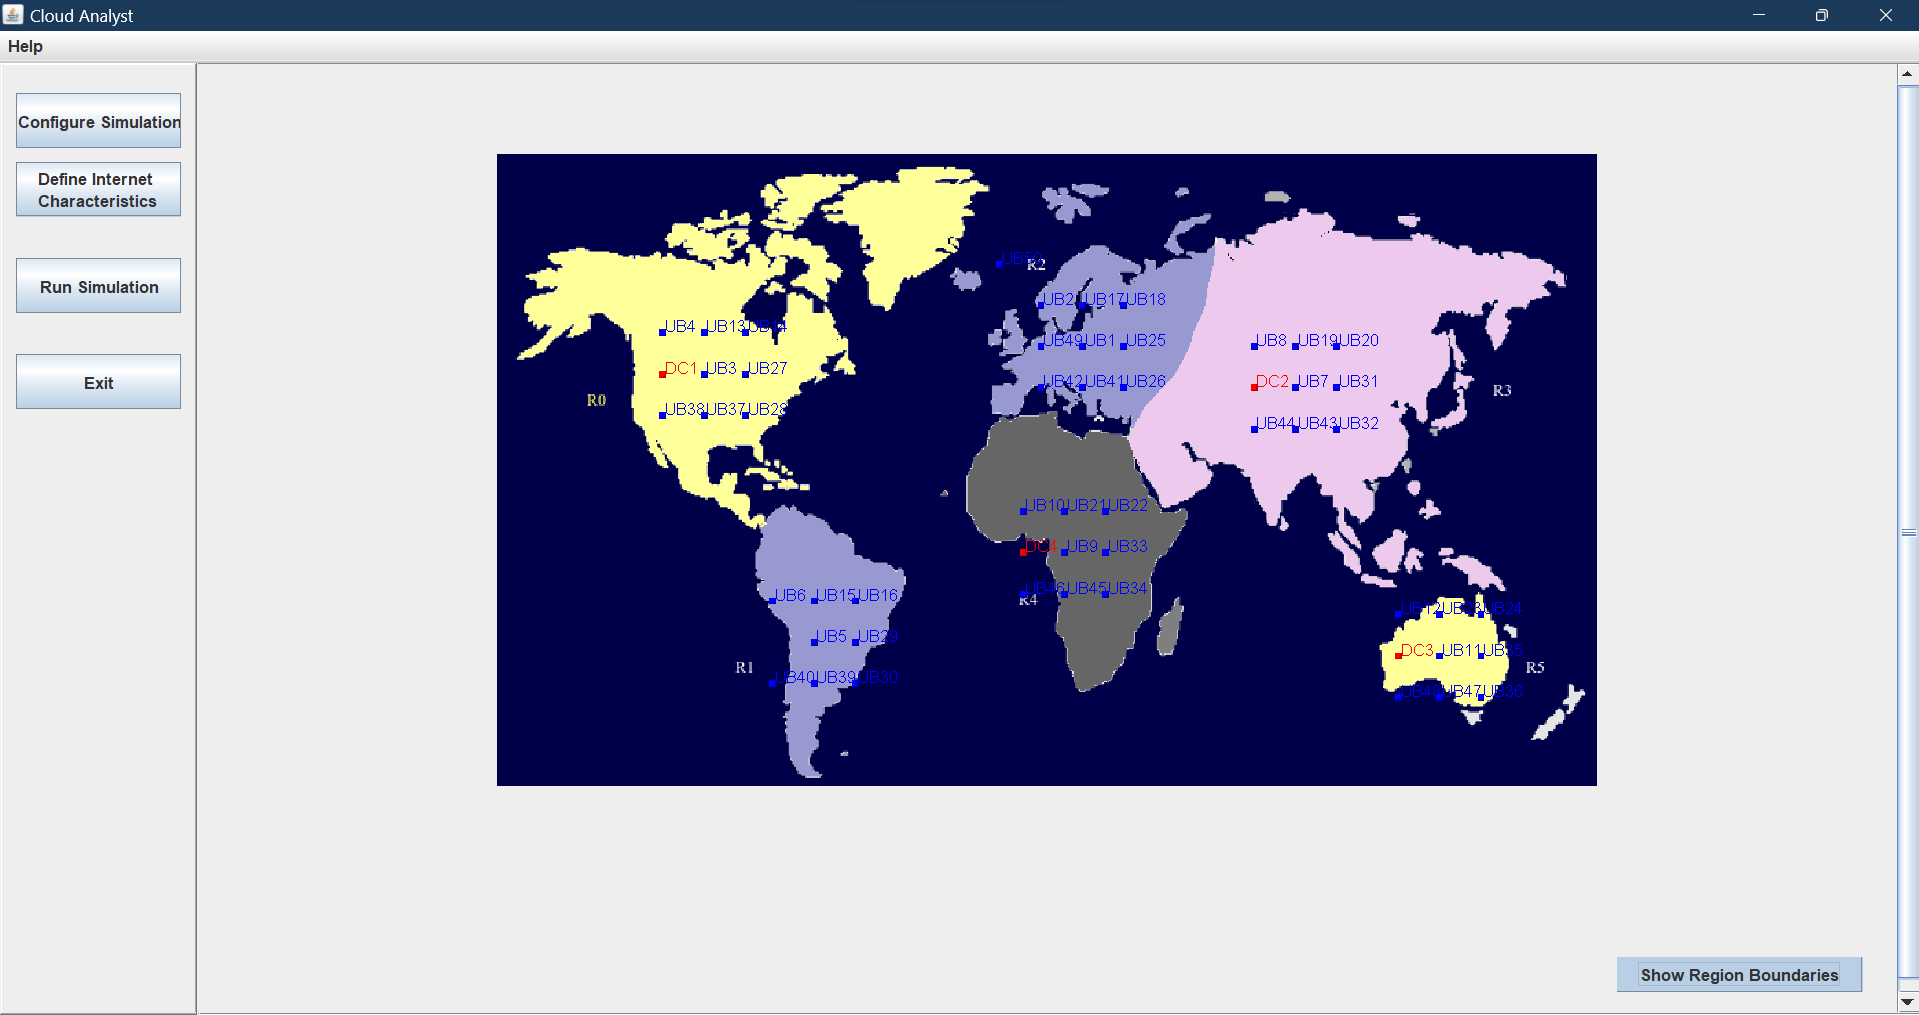 Cloud Analyst
Help
Configure Simulation
Define Internet
Characteristics
Run Simulation
Exit
UB50
R2
UB2 UB17 UB18
UB4 UB13 UB14
UB49 UB1 UB25
UB8 UB19 UB20
DC1 UB3 UB27
UB42 UB41 UB26
DC2 UB7 UB31
R3
R0
UB38 UB37 UB28
UB44 UB43 UB32
UB10 UB21 UB22
DC4 UB9 UB33
UB46 UB45 UB34
R4
UB6 UB15 UB16
UB12 UB23 UB24
UB5 UB29
DC3 UB11 UB35
R1
R5
UB40 UB39 UB30
UB48 UB47 UB36
Show Region Boundaries